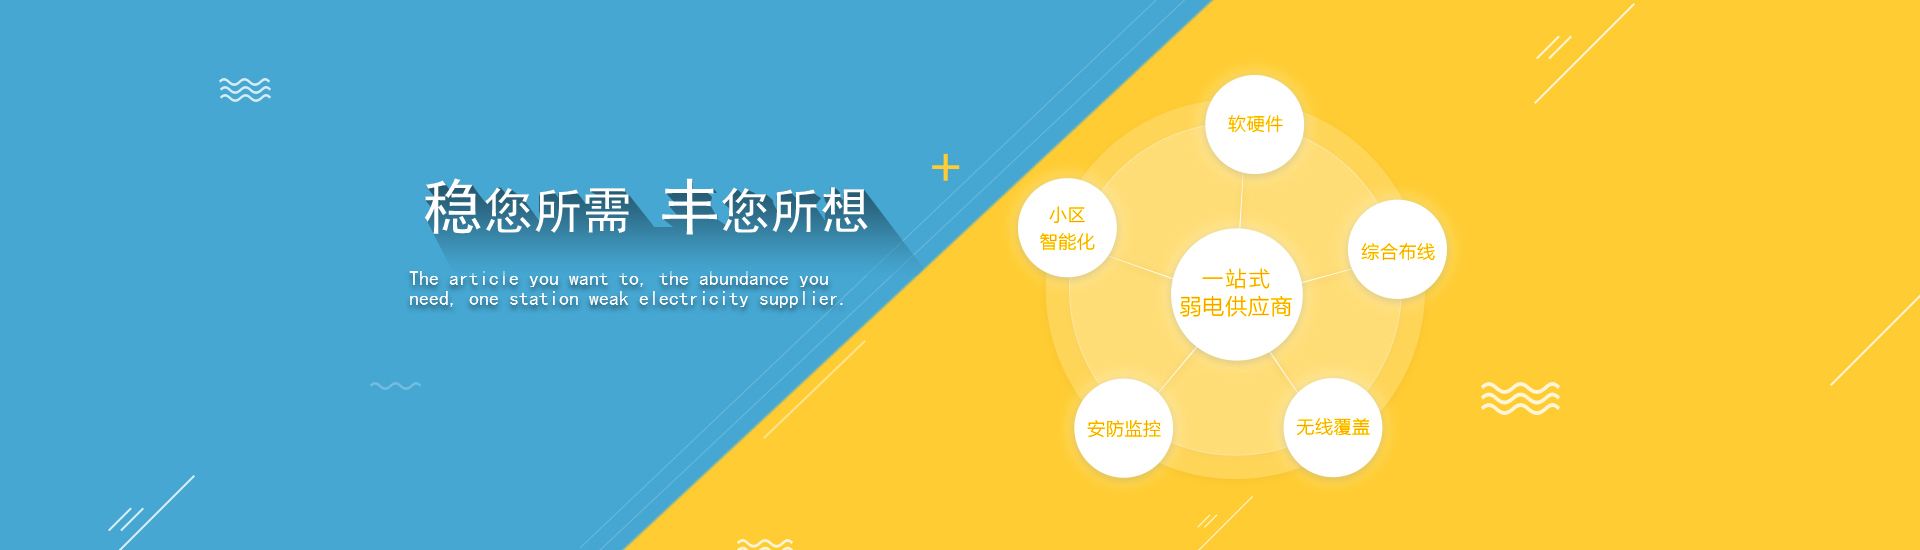 稳您所需 丰您所想
The article you want to, the abundance you
need, one station weak electricity supplier.
软硬件
小区
智能化
综合布线
一站式
弱电供应商
安防监控
无线覆盖